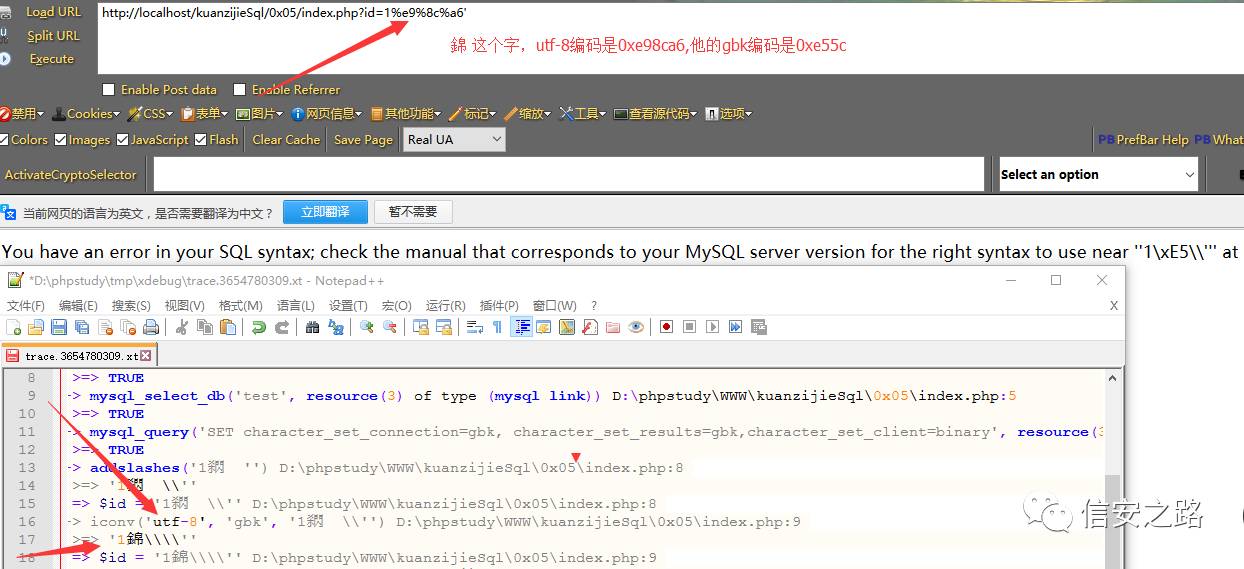 Load URL
http://localhost/kuanzijieSql/0x05/index.php?id=1%e9%8c%a6'
Split URL
錦 这个字，utf-8编码是0xe98ca6,他的gbk编码是0xe55c
Execute
Enable Post data Enable Referrer
禁用 Cookies CSS 表单 图片 网页信息 其他功能 标记 缩放 工具 查看源代码 选项
Colors Images JavaScript Flash Clear Cache Save Page Real UA PB PrefBar Help PB What
ActivateCryptoSelector Select an option
当前网页的语言为英文，是否需要翻译为中文？ 立即翻译 暂不需要
You have an error in your SQL syntax; check the manual that corresponds to your MySQL server version for the right syntax to use near ''1\xE5\\''' at
*D:\phpstudy\tmp\xdebug\trace.3654780309.xt - Notepad++
文件(F) 编辑(E) 搜索(S) 视图(V) 格式(M) 语言(L) 设置(T) 宏(O) 运行(R) 插件(P) 窗口(W) ? X
trace.3654780309.xt
8 >=> TRUE
9 -> mysql_select_db('test', resource(3) of type (mysql link)) D:\phpstudy\WWW\kuanzijieSql\0x05\index.php:5
10 >=> TRUE
11 -> mysql_query('SET character_set_connection=gbk, character_set_results=gbk,character_set_client=binary', resource(3
12 >=> TRUE
13 -> addslashes('1 '') D:\phpstudy\WWW\kuanzijieSql\0x05\index.php:8
14 >=> '1 \\''
15 => $id = '1 \\'' D:\phpstudy\WWW\kuanzijieSql\0x05\index.php:8
16 -> iconv('utf-8', 'gbk', '1 \\'') D:\phpstudy\WWW\kuanzijieSql\0x05\index.php:9
17 >=> '1錦\\\\''
18 => $id = '1錦\\\\'' D:\phpstudy\WWW\kuanzijieSql\0x05\index.php:9
信安之路